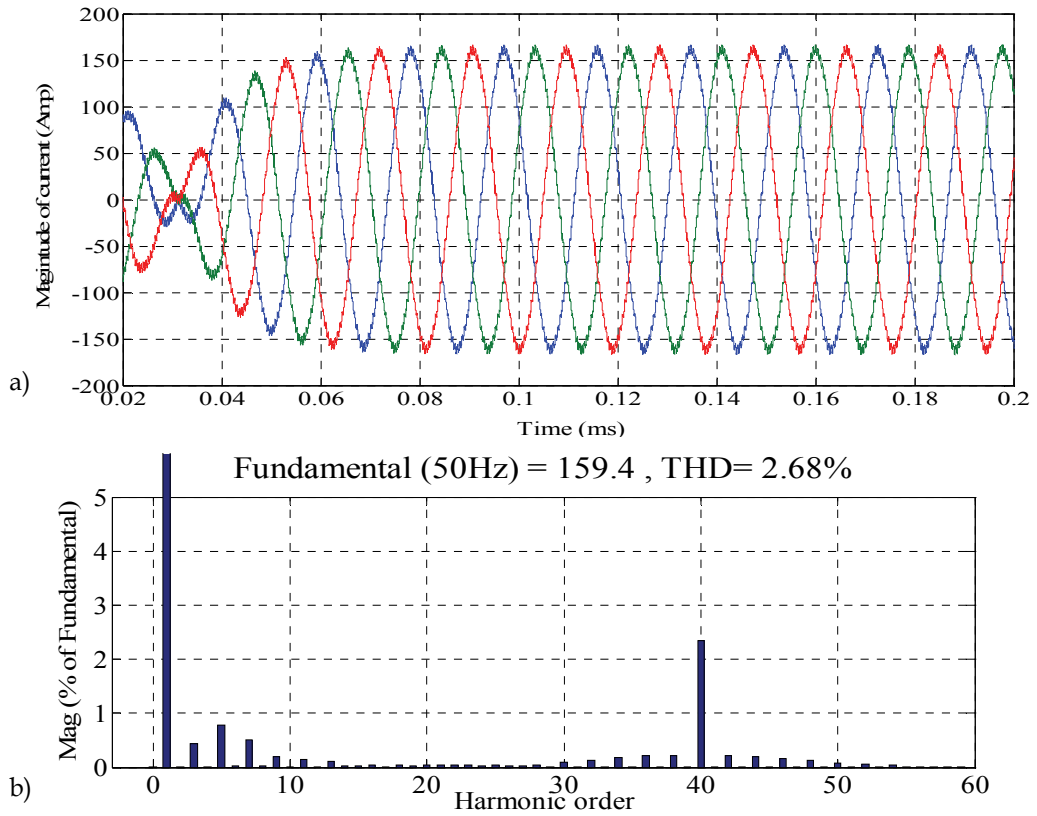 200
150
100
50
0
-50
-100
-150
-200
Magnitude of current (Amp)
0.02 0.04 0.06 0.08 0.1 0.12 0.14 0.16 0.18 0.2
Time (ms)
a)
Fundamental (50Hz) = 159.4 , THD= 2.68%
5
4
3
2
1
0
Mag (% of Fundamental)
0 10 20 30 40 50 60
Harmonic order
b)